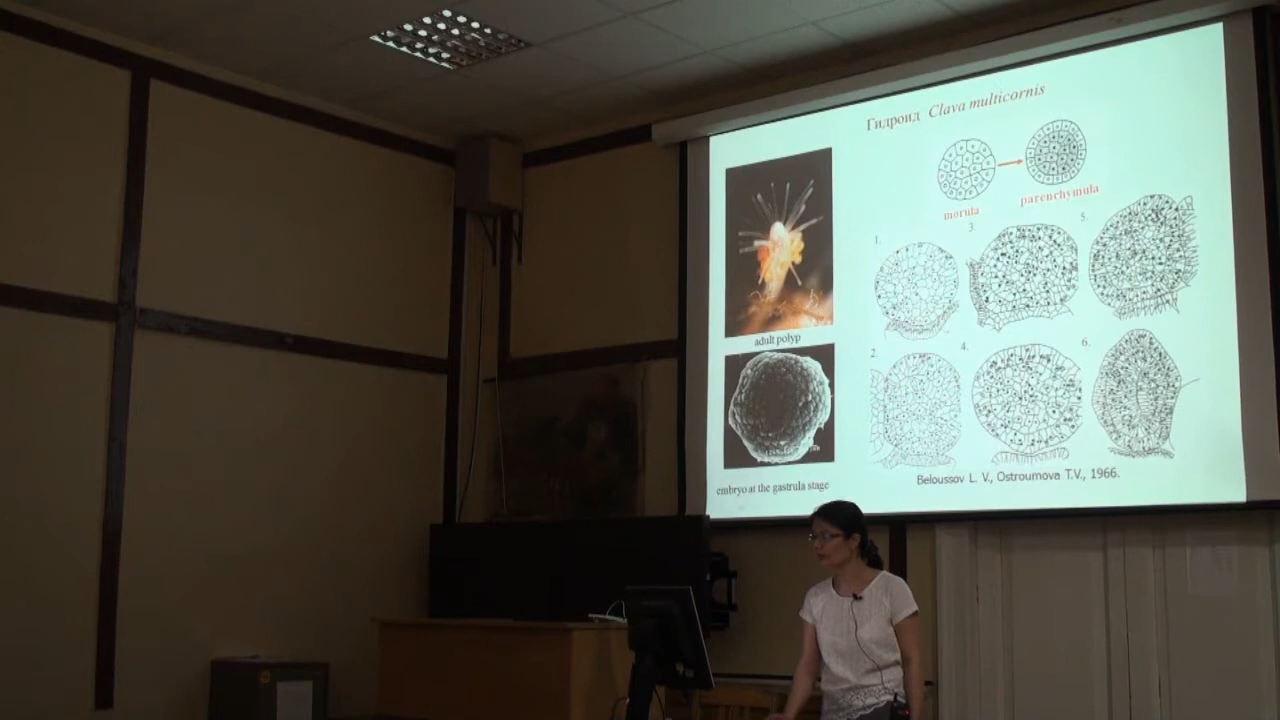 Гидроид Clava multicornis
morula
parenchymula
adult polyp
embryo at the gastrula stage
1.
3.
5.
2.
4.
6.
Beloussov L. V., Ostroumova T.V., 1966.